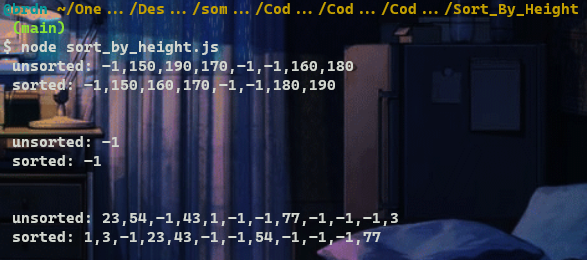 @brdn ~/One…/Des…/som…/Cod…/Cod…/Cod…/Sort_By_Height
(main)
$ node sort_by_height.js
unsorted: -1,150,190,170,-1,-1,160,180
sorted: -1,150,160,170,-1,-1,180,190
unsorted: -1
sorted: -1
unsorted: 23,54,-1,43,1,-1,-1,77,-1,-1,-1,3
sorted: 1,3,-1,23,43,-1,-1,54,-1,-1,-1,77